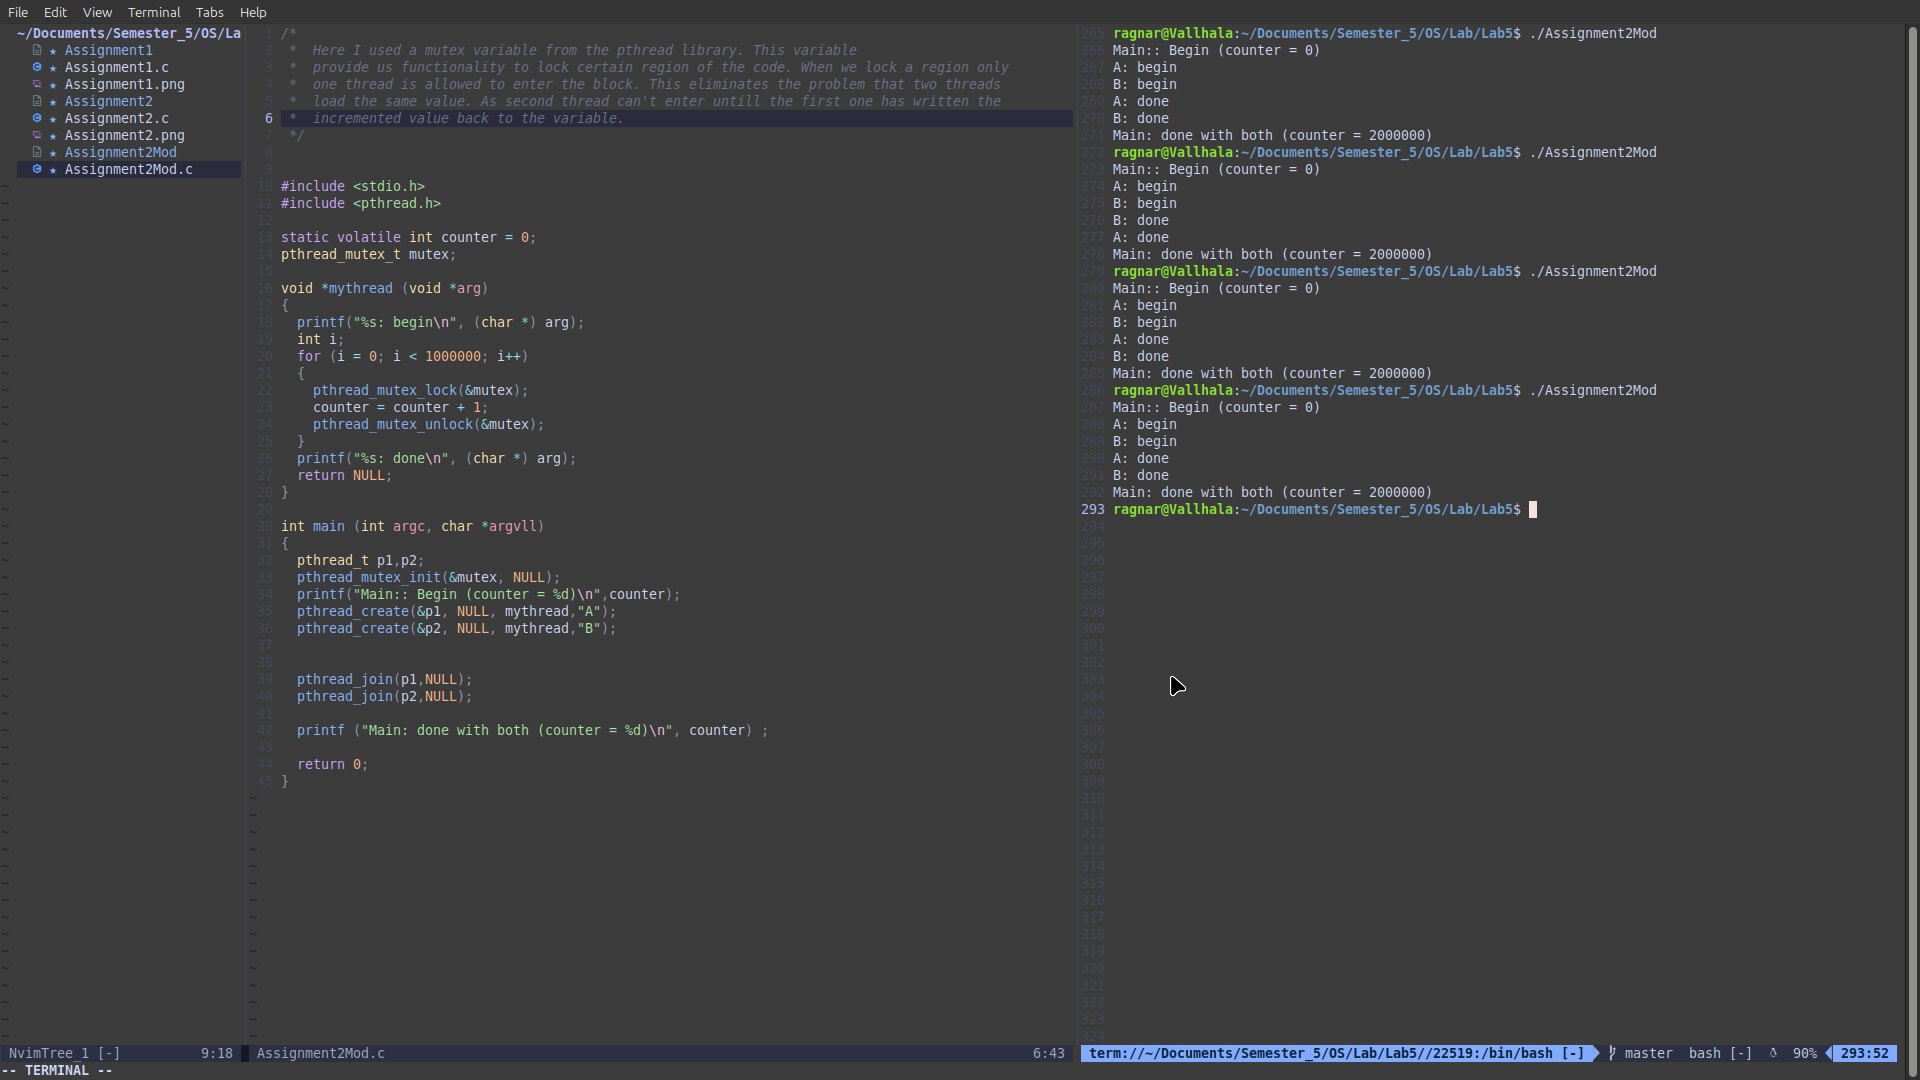 File Edit View Terminal Tabs Help
~/Documents/Semester_5/OS/La
★ Assignment1
★ Assignment1.c
★ Assignment1.png
★ Assignment2
★ Assignment2.c
★ Assignment2.png
★ Assignment2Mod
★ Assignment2Mod.c
1 /*
2  *  Here I used a mutex variable from the pthread library. This variable
3  *  provide us functionality to lock certain region of the code. When we lock a region only
4  *  one thread is allowed to enter the block. This eliminates the problem that two threads
5  *  load the same value. As second thread can't enter untill the first one has written the
6  *  incremented value back to the variable.
7  */
8
9
10 #include <stdio.h>
11 #include <pthread.h>
12
13 static volatile int counter = 0;
14 pthread_mutex_t mutex;
15
16 void *mythread (void *arg)
17 {
18   printf("%s: begin\n", (char *) arg);
19   int i;
20   for (i = 0; i < 1000000; i++)
21   {
22     pthread_mutex_lock(&mutex);
23     counter = counter + 1;
24     pthread_mutex_unlock(&mutex);
25   }
26   printf("%s: done\n", (char *) arg);
27   return NULL;
28 }
29
30 int main (int argc, char *argvll)
31 {
32   pthread_t p1,p2;
33   pthread_mutex_init(&mutex, NULL);
34   printf("Main:: Begin (counter = %d)\n",counter);
35   pthread_create(&p1, NULL, mythread,"A");
36   pthread_create(&p2, NULL, mythread,"B");
37
38
39   pthread_join(p1,NULL);
40   pthread_join(p2,NULL);
41
42   printf ("Main: done with both (counter = %d)\n", counter) ;
43
44   return 0;
45 }
265 ragnar@Vallhala:~/Documents/Semester_5/OS/Lab/Lab5$ ./Assignment2Mod
266 Main:: Begin (counter = 0)
267 A: begin
268 B: begin
269 A: done
270 B: done
271 Main: done with both (counter = 2000000)
272 ragnar@Vallhala:~/Documents/Semester_5/OS/Lab/Lab5$ ./Assignment2Mod
273 Main:: Begin (counter = 0)
274 A: begin
275 B: begin
276 B: done
277 A: done
278 Main: done with both (counter = 2000000)
279 ragnar@Vallhala:~/Documents/Semester_5/OS/Lab/Lab5$ ./Assignment2Mod
280 Main:: Begin (counter = 0)
281 A: begin
282 B: begin
283 A: done
284 B: done
285 Main: done with both (counter = 2000000)
286 ragnar@Vallhala:~/Documents/Semester_5/OS/Lab/Lab5$ ./Assignment2Mod
287 Main:: Begin (counter = 0)
288 A: begin
289 B: begin
290 A: done
291 B: done
292 Main: done with both (counter = 2000000)
293 ragnar@Vallhala:~/Documents/Semester_5/OS/Lab/Lab5$
294
295
296
297
298
299
300
301
302
303
304
305
306
307
308
309
310
311
312
313
314
315
316
317
318
319
320
321
322
323
324
NvimTree_1 [-] 9:18 Assignment2Mod.c 6:43 term://~/Documents/Semester_5/OS/Lab/Lab5//22519:/bin/bash [-] master bash [-] 90% 293:52
-- TERMINAL --